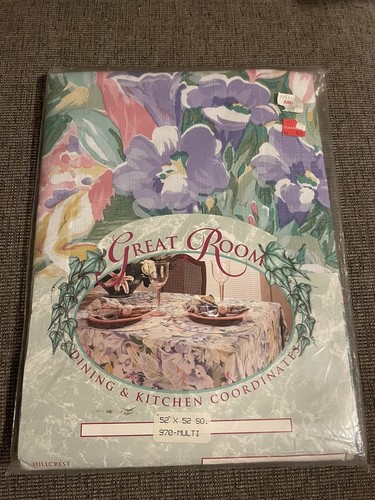 GREAT ROOM
DINING & KITCHEN COORDINATES
52 X 52 SQ.
970-MULTI
HILLCREST